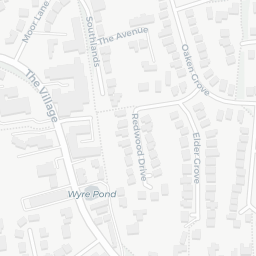 Moor Lane
Southlands
The Avenue
Oaken Grove
The Village
Redwood Drive
Elder Grove
Wyre Pond